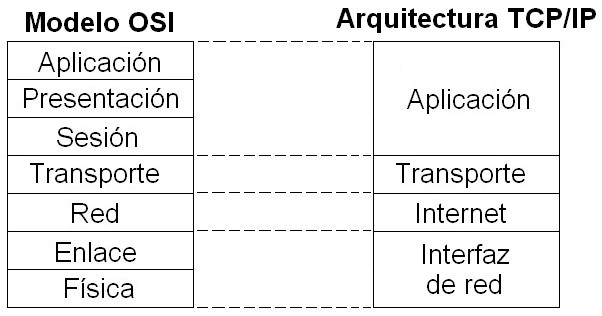 Modelo OSI
Aplicación
Presentación
Sesión
Transporte
Red
Enlace
Física
Arquitectura TCP/IP
Aplicación
Transporte
Internet
Interfaz
de red